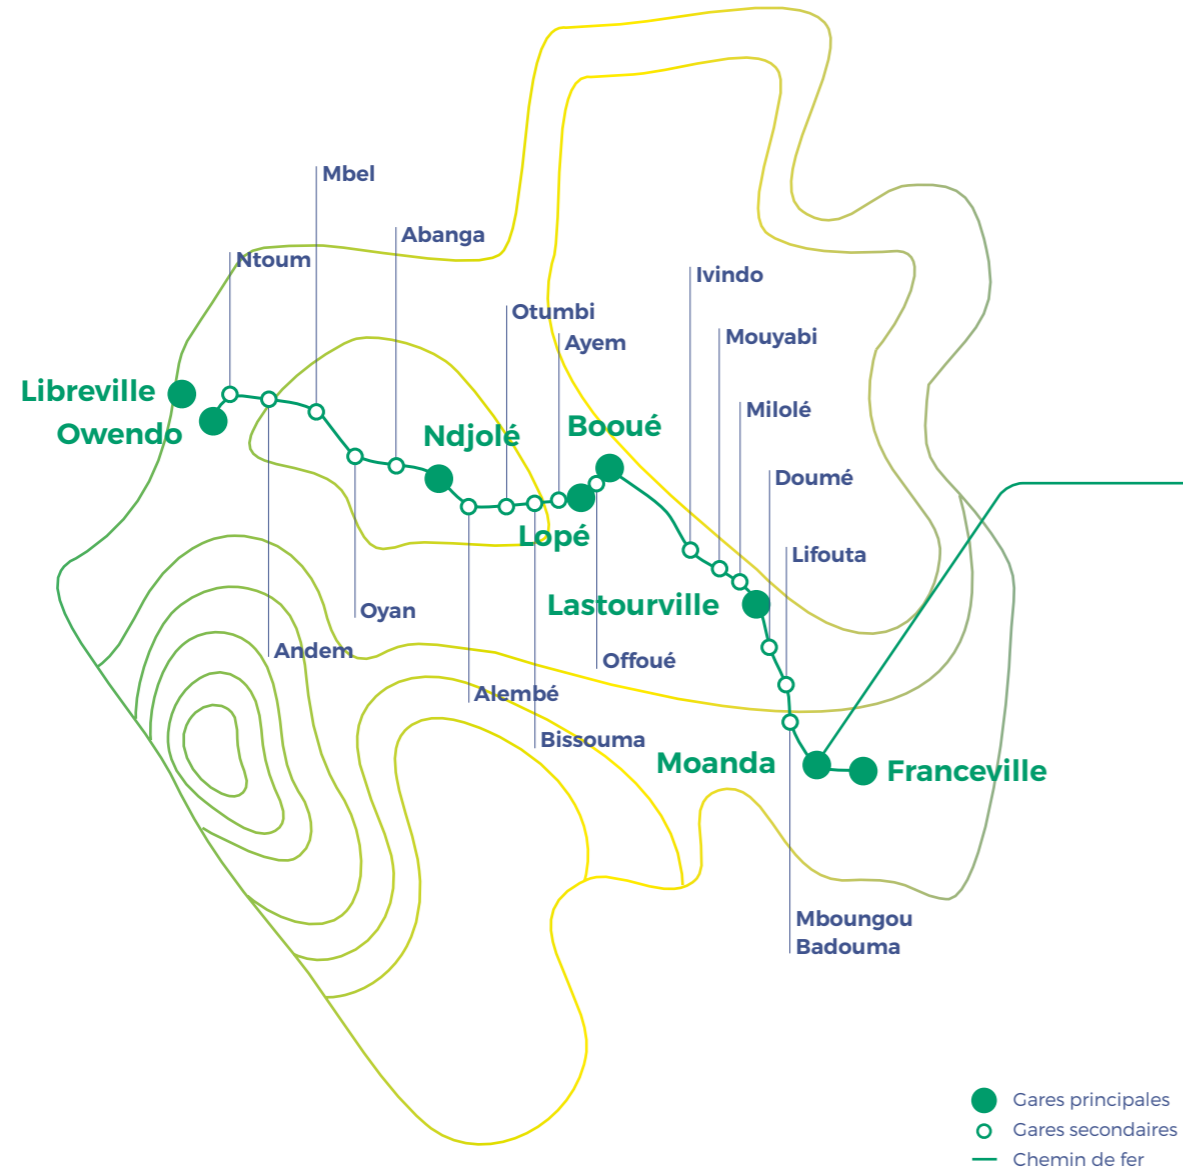 Mbel
Abanga
Ntoum
Ivindo
Otumbi
Mouyabi
Ayem
Libreville
Milolé
Booué
Owendo
Ndjolé
Doumé
Lopé
Lifouta
Lastourville
Oyan
Andem
Offoué
Alembé
Bissouma
Moanda
Franceville
Mboungou
Badouma
Gares principales
Gares secondaires
Chemin de fer